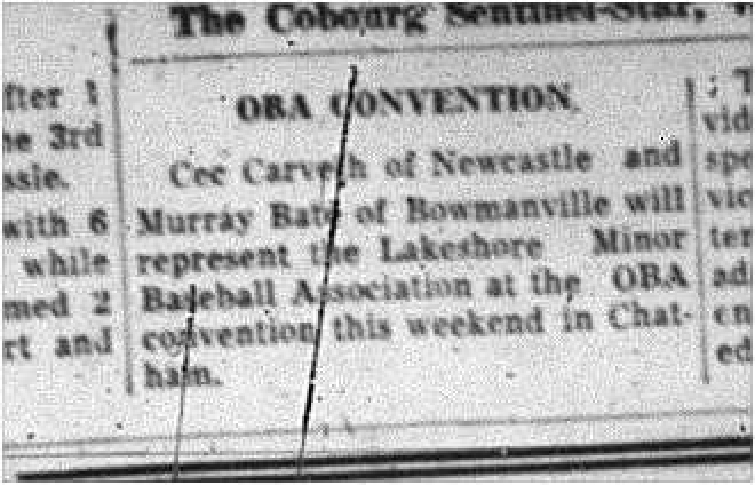 The Cobourg Sentinel-Star,
fter 1
he 3rd
ssie.
with 6
while
med 2
rt and
OBA CONVENTION
Cec Carveth of Newcastle and
Murray Bate of Bowmanville will
represent the Lakeshore Minor
Baseball Association at the OBA
convention this weekend in Chat-
ham.
vid
spe
vic
ter
ad
en
ed